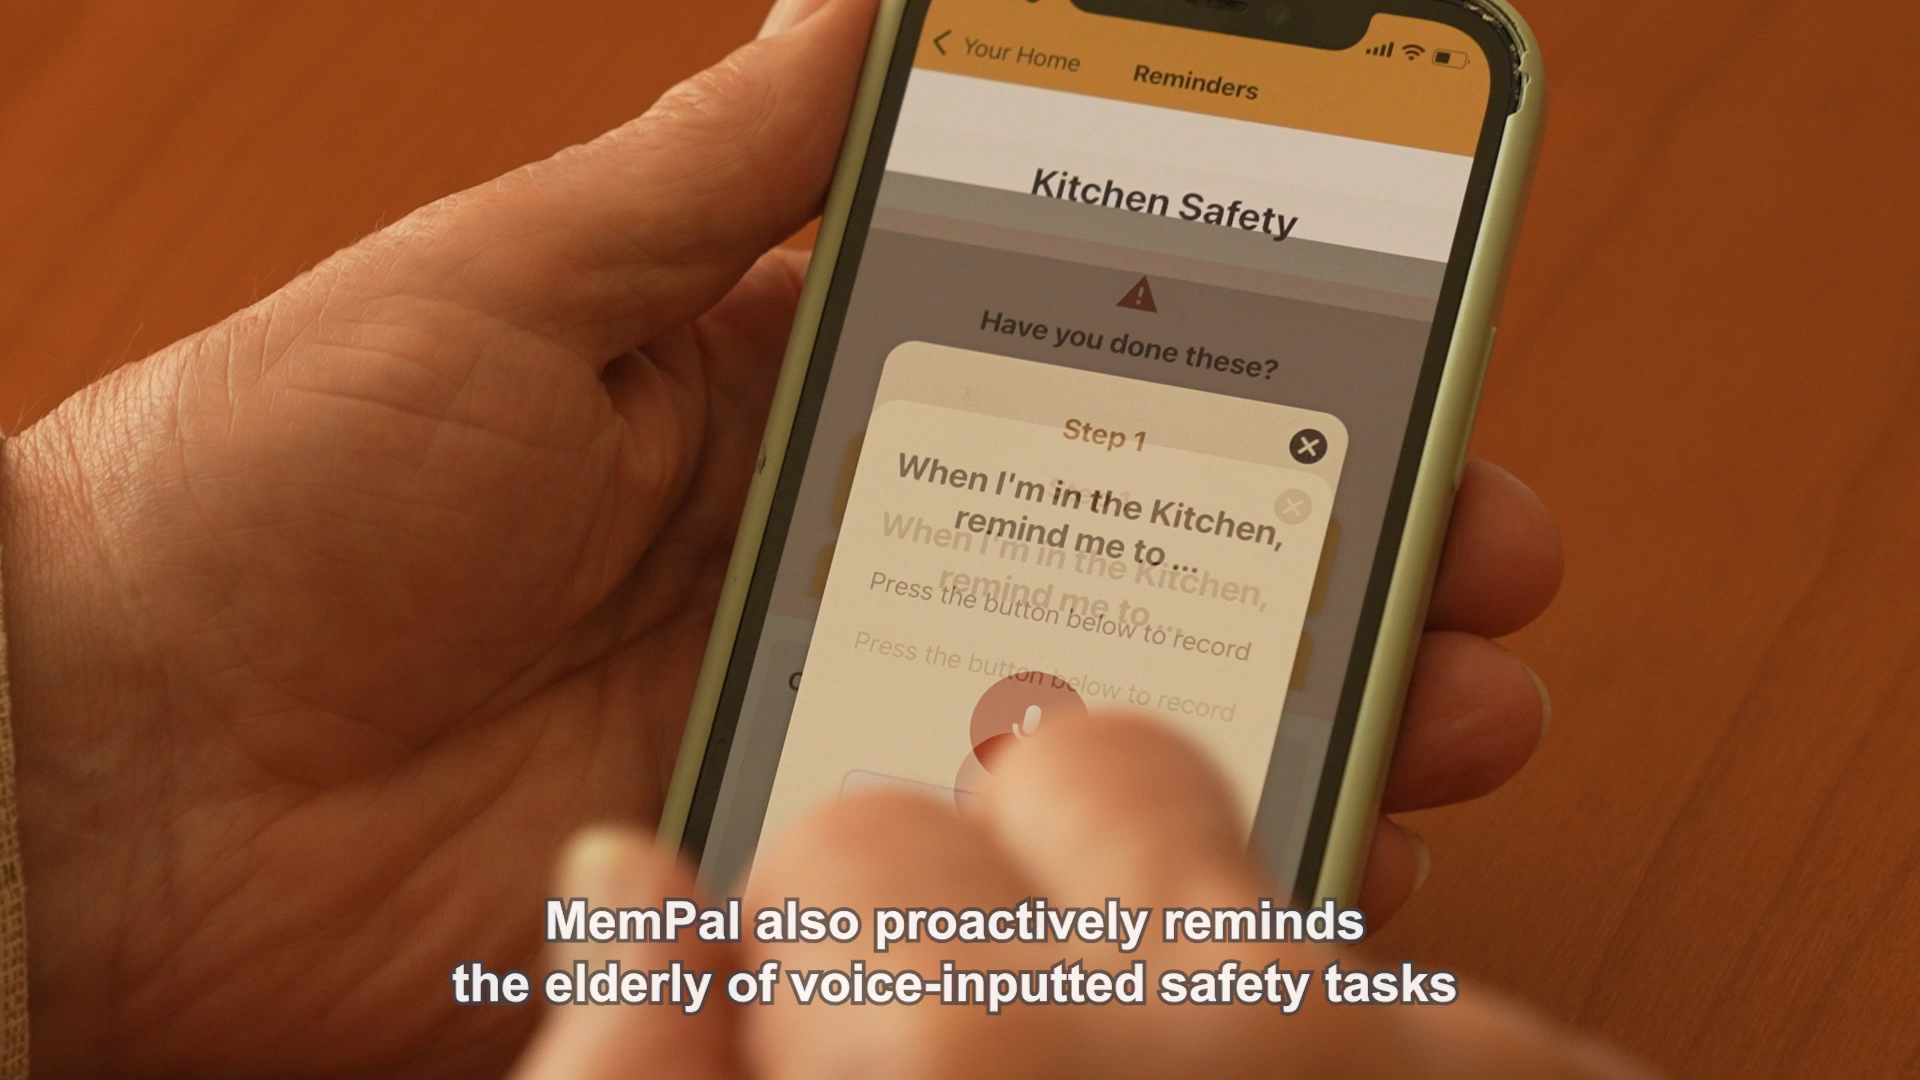 Your Home
Reminders
Kitchen Safety
Have you done these?
Step 1
When I'm in the Kitchen,
remind me to ...
When I'm in the Kitchen,
remind me to ...
Press the button below to record
Press the button below to record
MemPal also proactively reminds
the elderly of voice-inputted safety tasks